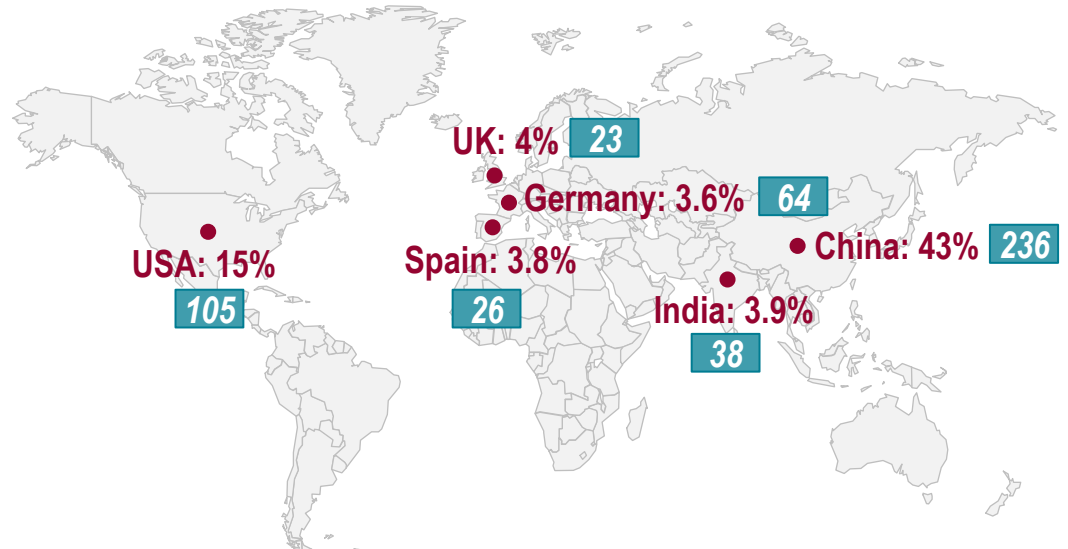 UK: 4% 23
Germany: 3.6% 64
China: 43% 236
USA: 15%
105
Spain: 3.8%
26
India: 3.9%
38